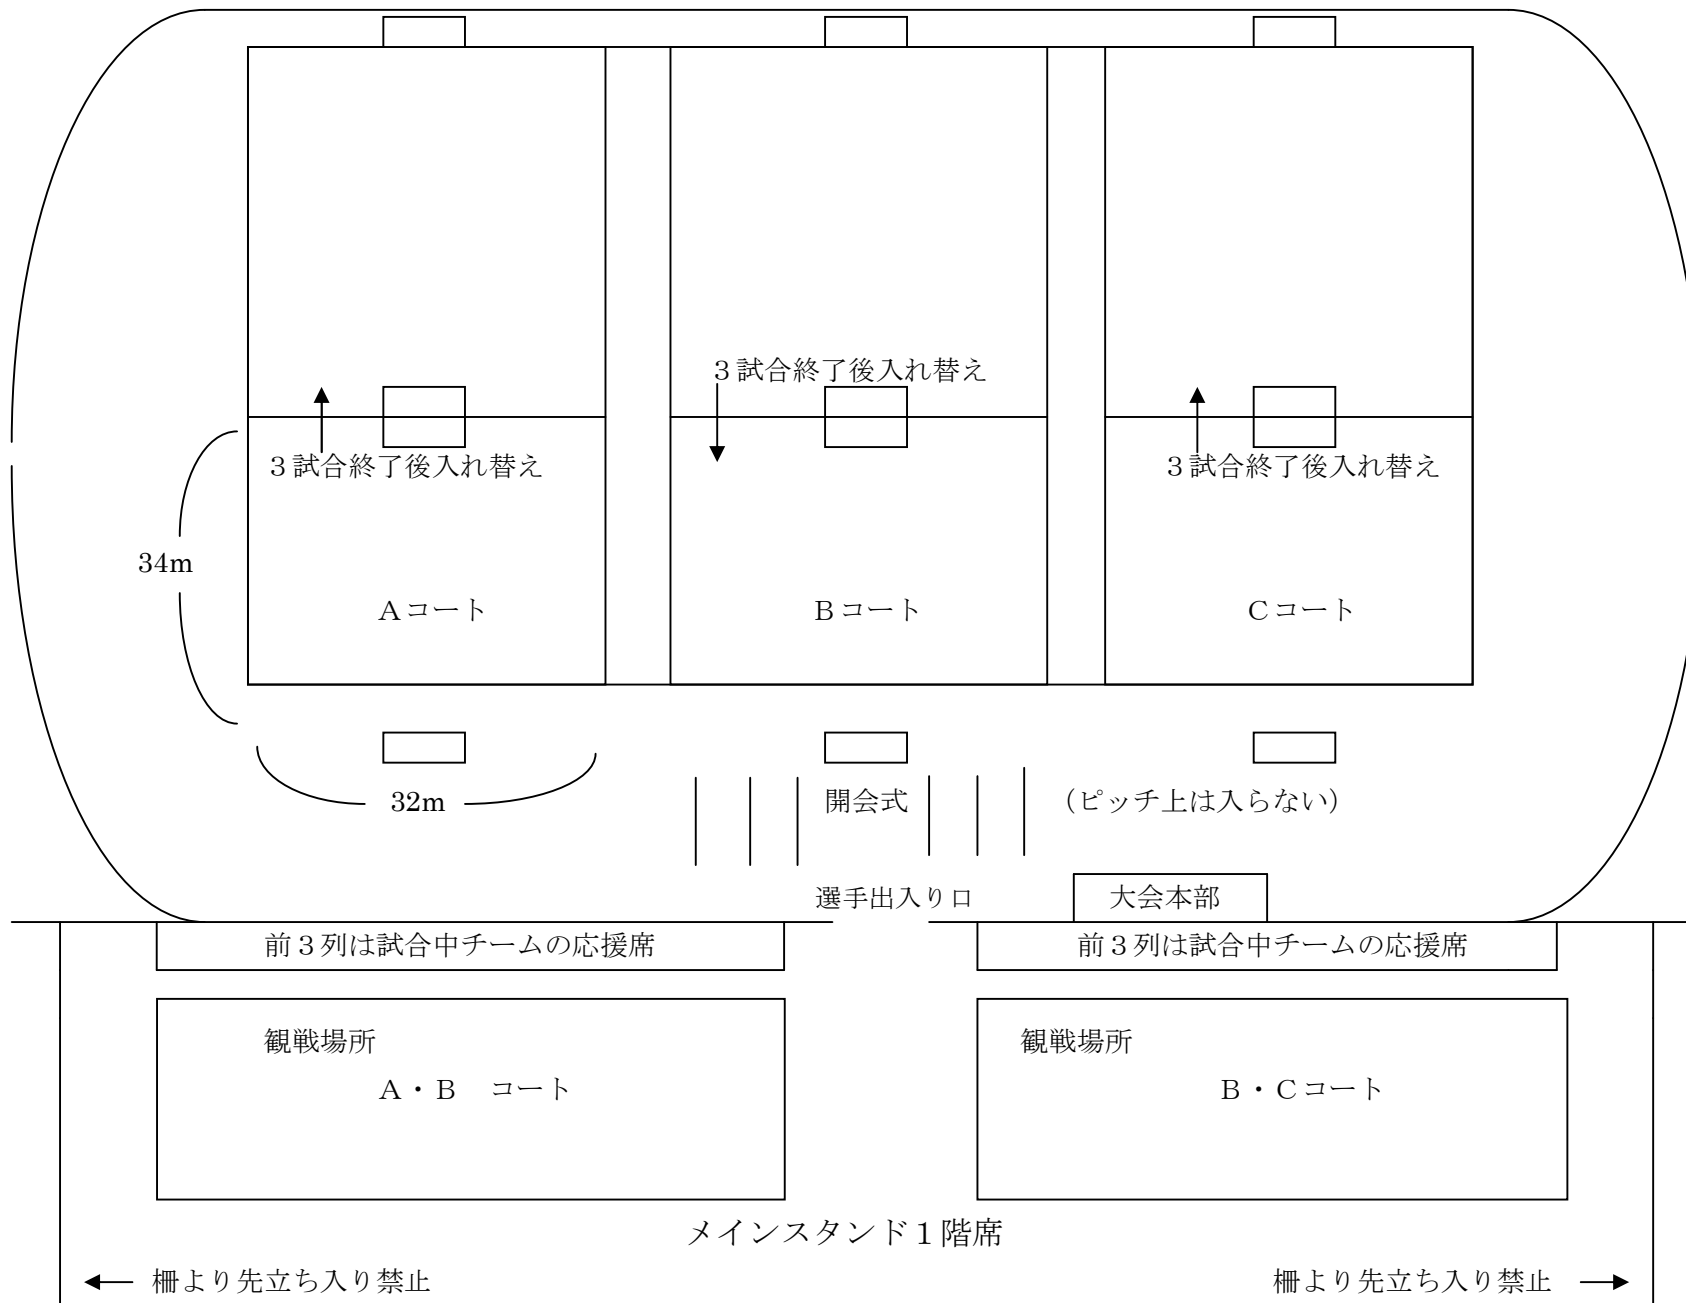 ３試合終了後入れ替え
３試合終了後入れ替え
３試合終了後入れ替え
34m
Ａコート
Ｂコート
Ｃコート
32m
開会式
（ピッチ上は入らない）
選手出入り口
大会本部
前３列は試合中チームの応援席
前３列は試合中チームの応援席
観戦場所
Ａ・Ｂ　コート
観戦場所
Ｂ・Ｃコート
メインスタンド１階席
柵より先立ち入り禁止
柵より先立ち入り禁止